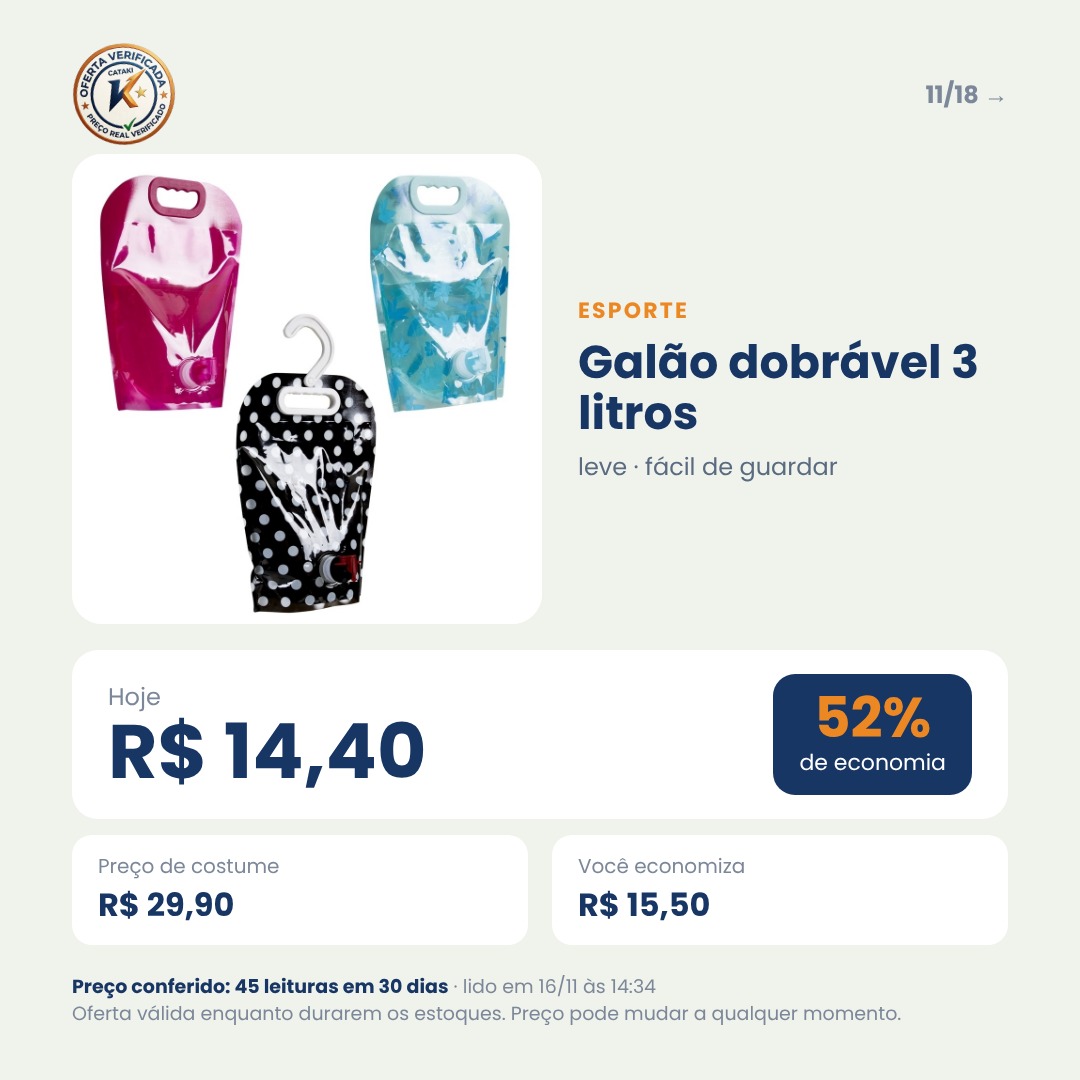 OFERTA VERIFICADA
CATAKI
K
PREÇO REAL VERIFICADO
11/18 →
ESPORTE
Galão dobrável 3
litros
leve · fácil de guardar
Hoje
R$ 14,40
52%
de economia
Preço de costume
R$ 29,90
Você economiza
R$ 15,50
Preço conferido: 45 leituras em 30 dias · lido em 16/11 às 14:34
Oferta válida enquanto durarem os estoques. Preço pode mudar a qualquer momento.